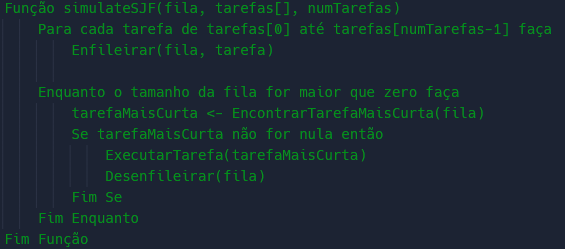 Função simulateSJF(fila, tarefas[], numTarefas)
Para cada tarefa de tarefas[0] até tarefas[numTarefas-1] faça
Enfileirar(fila, tarefa)
Enquanto o tamanho da fila for maior que zero faça
tarefaMaisCurta <- EncontrarTarefaMaisCurta(fila)
Se tarefaMaisCurta não for nula então
ExecutarTarefa(tarefaMaisCurta)
Desenfileirar(fila)
Fim Se
Fim Enquanto
Fim Função